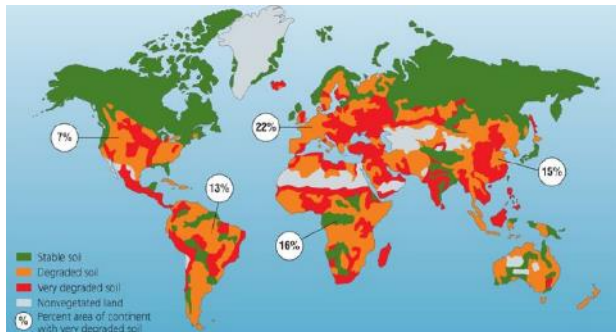 7%
22%
15%
13%
16%
Stable soil
Degraded soil
Very degraded soil
Nonvegetated land
% Percent area of continent
with very degraded soil